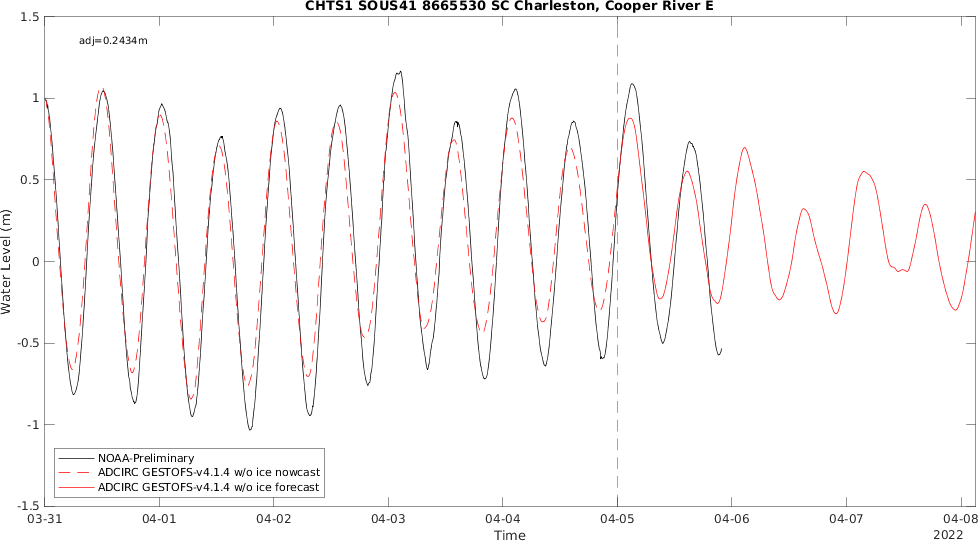 CHTS1 SOUS41 8665530 SC Charleston, Cooper River E
adj=0.2434m
1.5
1
0.5
0
-0.5
-1
-1.5
Water Level (m)
NOAA-Preliminary
ADCIRC GESTOFS-v4.1.4 w/o ice nowcast
ADCIRC GESTOFS-v4.1.4 w/o ice forecast
03-31 04-01 04-02 04-03 04-04 04-05 04-06 04-07 04-08
Time
2022